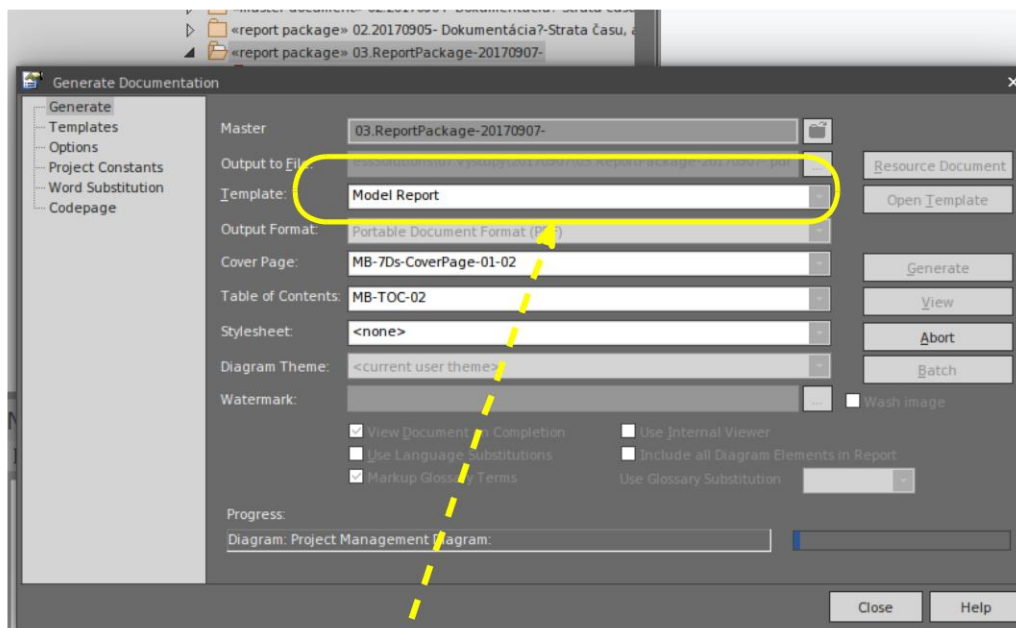 «report package» 02.20170905- Dokumentácia?-Strata času,
«report package» 03.ReportPackage-20170907-
Generate Documentation
Generate
Templates
Options
Project Constants
Word Substitution
Codepage
Master
03.ReportPackage-20170907-
Output to File:
Resource Document
Template:
Model Report
Open Template
Output Format:
Portable Document Format (PDF)
Cover Page:
MB-7Ds-CoverPage-01-02
Generate
Table of Contents:
MB-TOC-02
View
Stylesheet:
<none>
Abort
Diagram Theme:
<current user theme>
Batch
Watermark:
...
Wash image
View Document on Completion
Use Internal Viewer
Use Language Substitutions
Include all Diagram Elements in Report
Markup Glossary Terms
Use Glossary Substitution
Progress:
Diagram: Project Management Diagram:
Close
Help